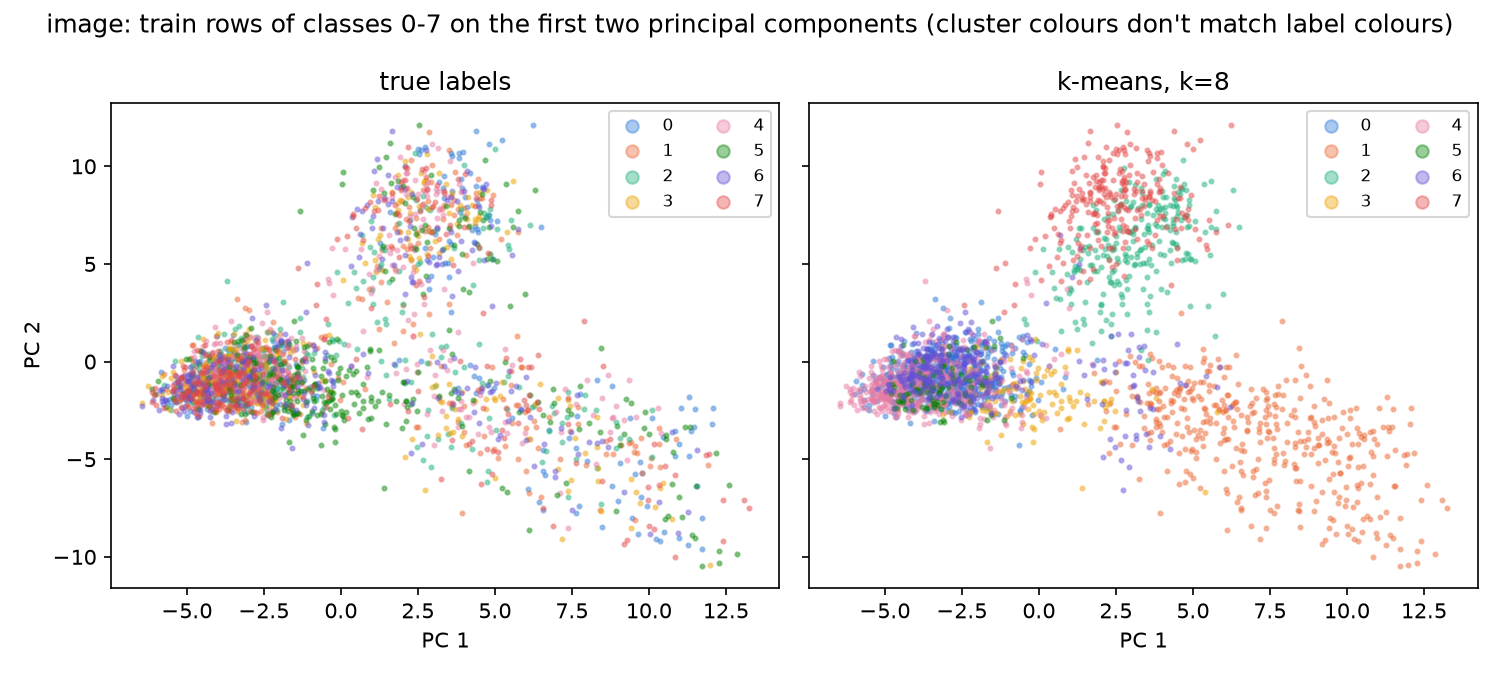 image: train rows of classes 0-7 on the first two principal components (cluster colours don't match label colours)
true labels
0 4
1 5
2 6
3 7
10
5
0
−5
−10
PC 2
−5.0 −2.5 0.0 2.5 5.0 7.5 10.0 12.5
PC 1
k-means, k=8
0 4
1 5
2 6
3 7
−5.0 −2.5 0.0 2.5 5.0 7.5 10.0 12.5
PC 1